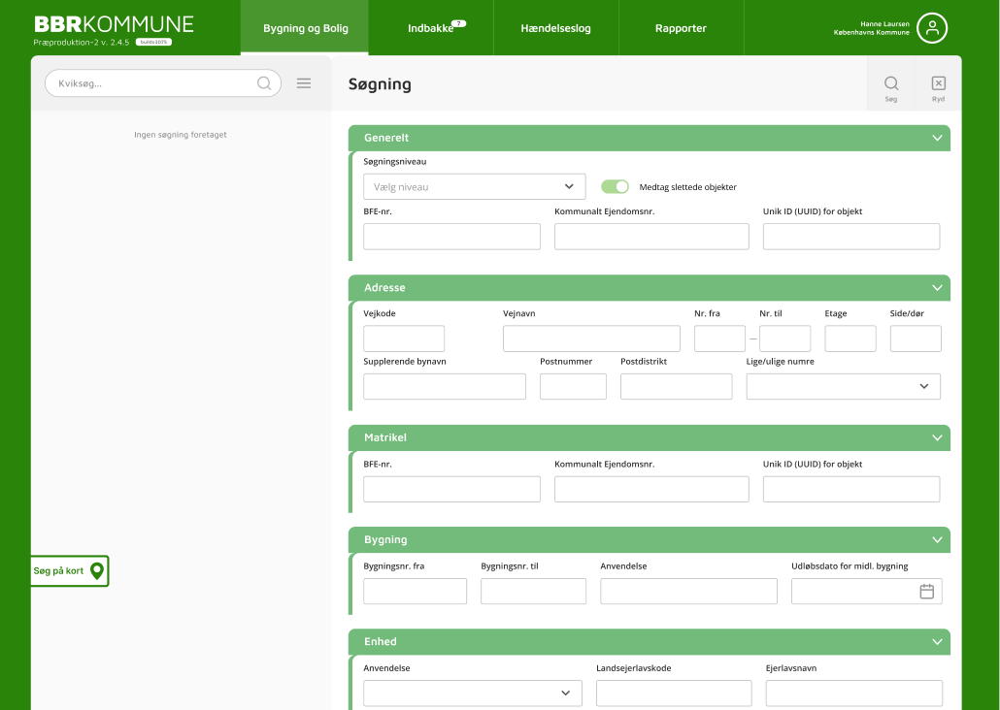 BBRKOMMUNE
Præproduktion-2 v. 2.4.5
Bygning og Bolig
Indbakke 7
Hændelseslog
Rapporter
Hanne Laursen
Københavns Kommune
Kviksøg...
Ingen søgning foretaget
Søg på kort
Søgning
Søg
Ryd
Generelt
Søgningsniveau
Vælg niveau
Medtag slettede objekter
BFE-nr. Kommunalt Ejendomsnr. Unik ID (UUID) for objekt
Adresse
Vejkode Vejnavn Nr. fra Nr. til Etage Side/dør
–
Supplerende bynavn Postnummer Postdistrikt Lige/ulige numre
Matrikel
BFE-nr. Kommunalt Ejendomsnr. Unik ID (UUID) for objekt
Bygning
Bygningsnr. fra Bygningsnr. til Anvendelse Udløbsdato for midl. bygning
Enhed
Anvendelse Landsejerlavskode Ejerlavsnavn